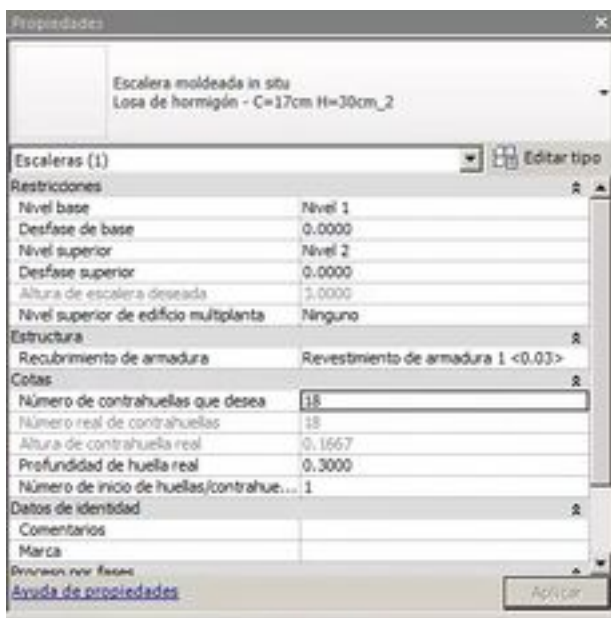 Propiedades
Escalera moldeada in situ
Losa de hormigón - C=17cm H=30cm_2
Escaleras (1) Editar tipo
Restricciones
Nivel base Nivel 1
Desfase de base 0.0000
Nivel superior Nivel 2
Desfase superior 0.0000
Altura de escalera deseada 3.0000
Nivel superior de edificio multiplanta Ninguno
Estructura
Recubrimiento de armadura Revestimiento de armadura 1 <0.03>
Cotas
Número de contrahuellas que desea 18
Número real de contrahuellas 18
Altura de contrahuella real 0.1667
Profundidad de huella real 0.3000
Número de inicio de huellas/contrahue... 1
Datos de identidad
Comentarios
Marca
Proceso por fases
Ayuda de propiedades Aplicar